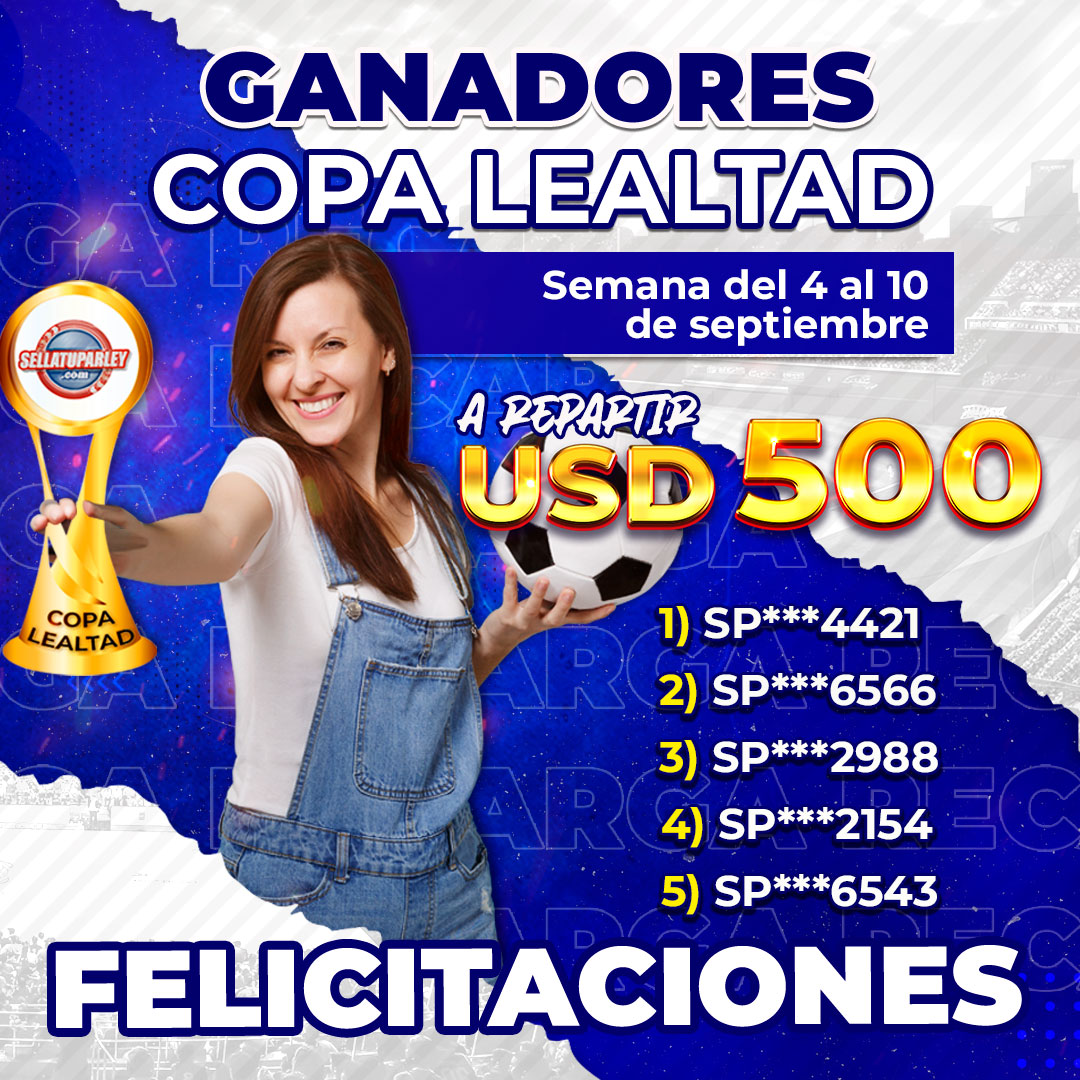 GANADORES
COPA LEALTAD
Semana del 4 al 10
de septiembre
SELLATUPARLEY
.com
A REPARTIR
USD 500
COPA
LEALTAD
1) SP***4421
2) SP***6566
3) SP***2988
4) SP***2154
5) SP***6543
FELICITACIONES